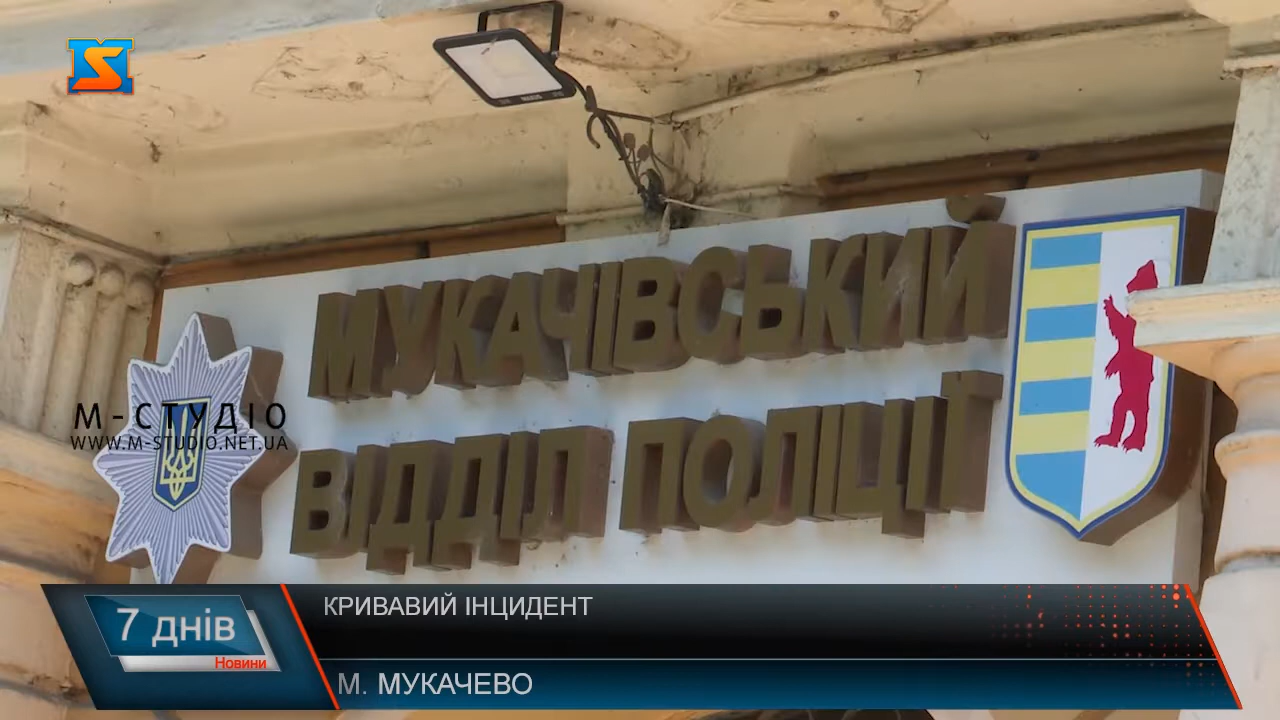 МУКАЧІВСЬКИЙ
ВІДДІЛ ПОЛІЦІЇ
М-СТУДІО
WWW.M-STUDIO.NET.UA
7 днів
Новини
КРИВАВИЙ ІНЦИДЕНТ
М. МУКАЧЕВО